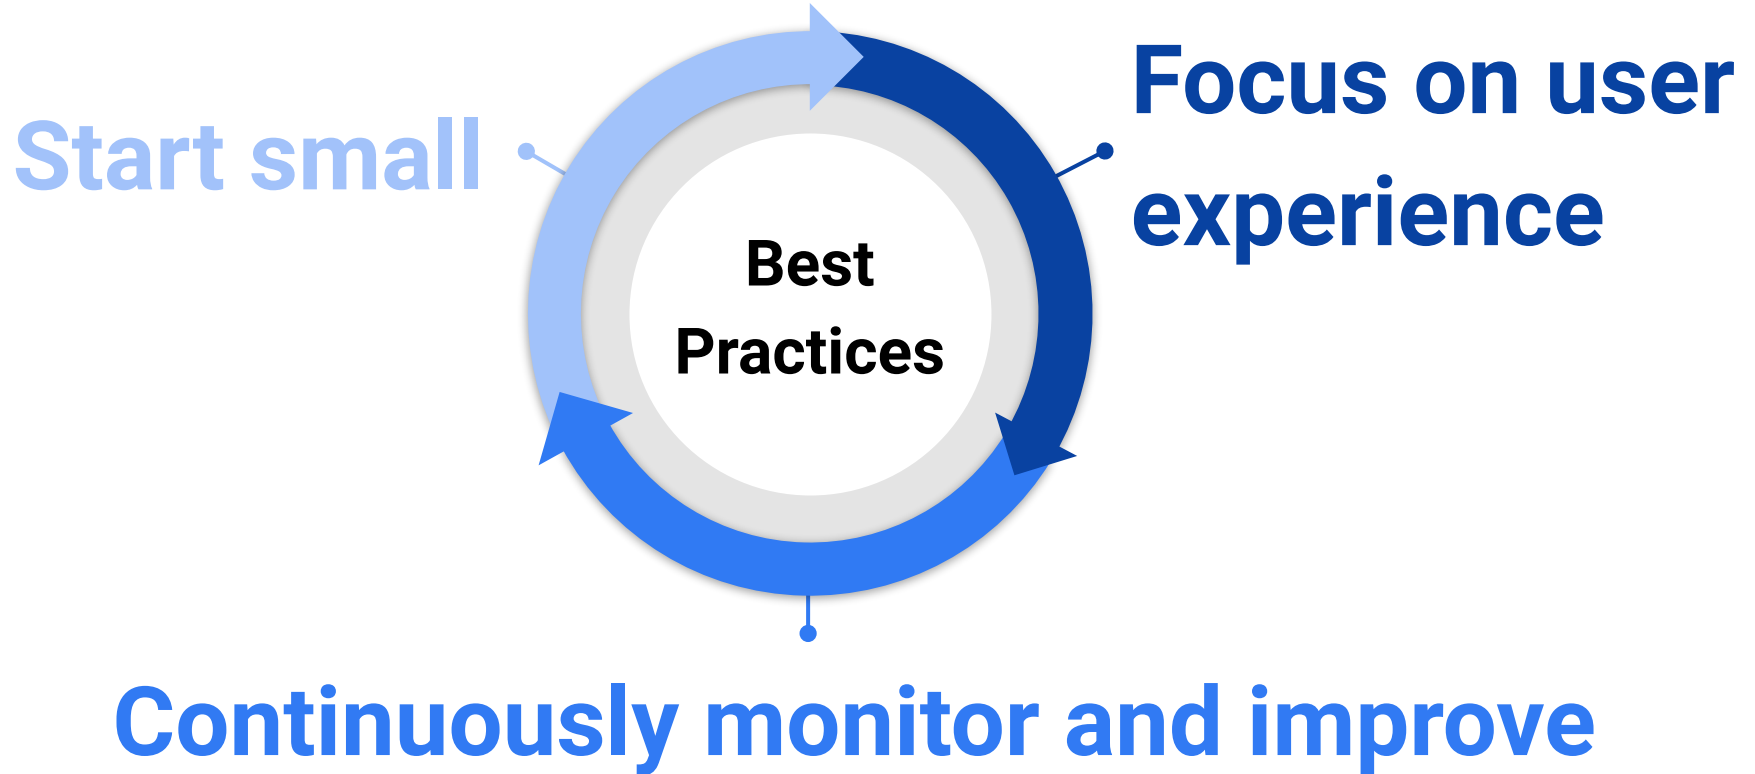 Start small
Focus on user
experience
Best
Practices
Continuously monitor and improve